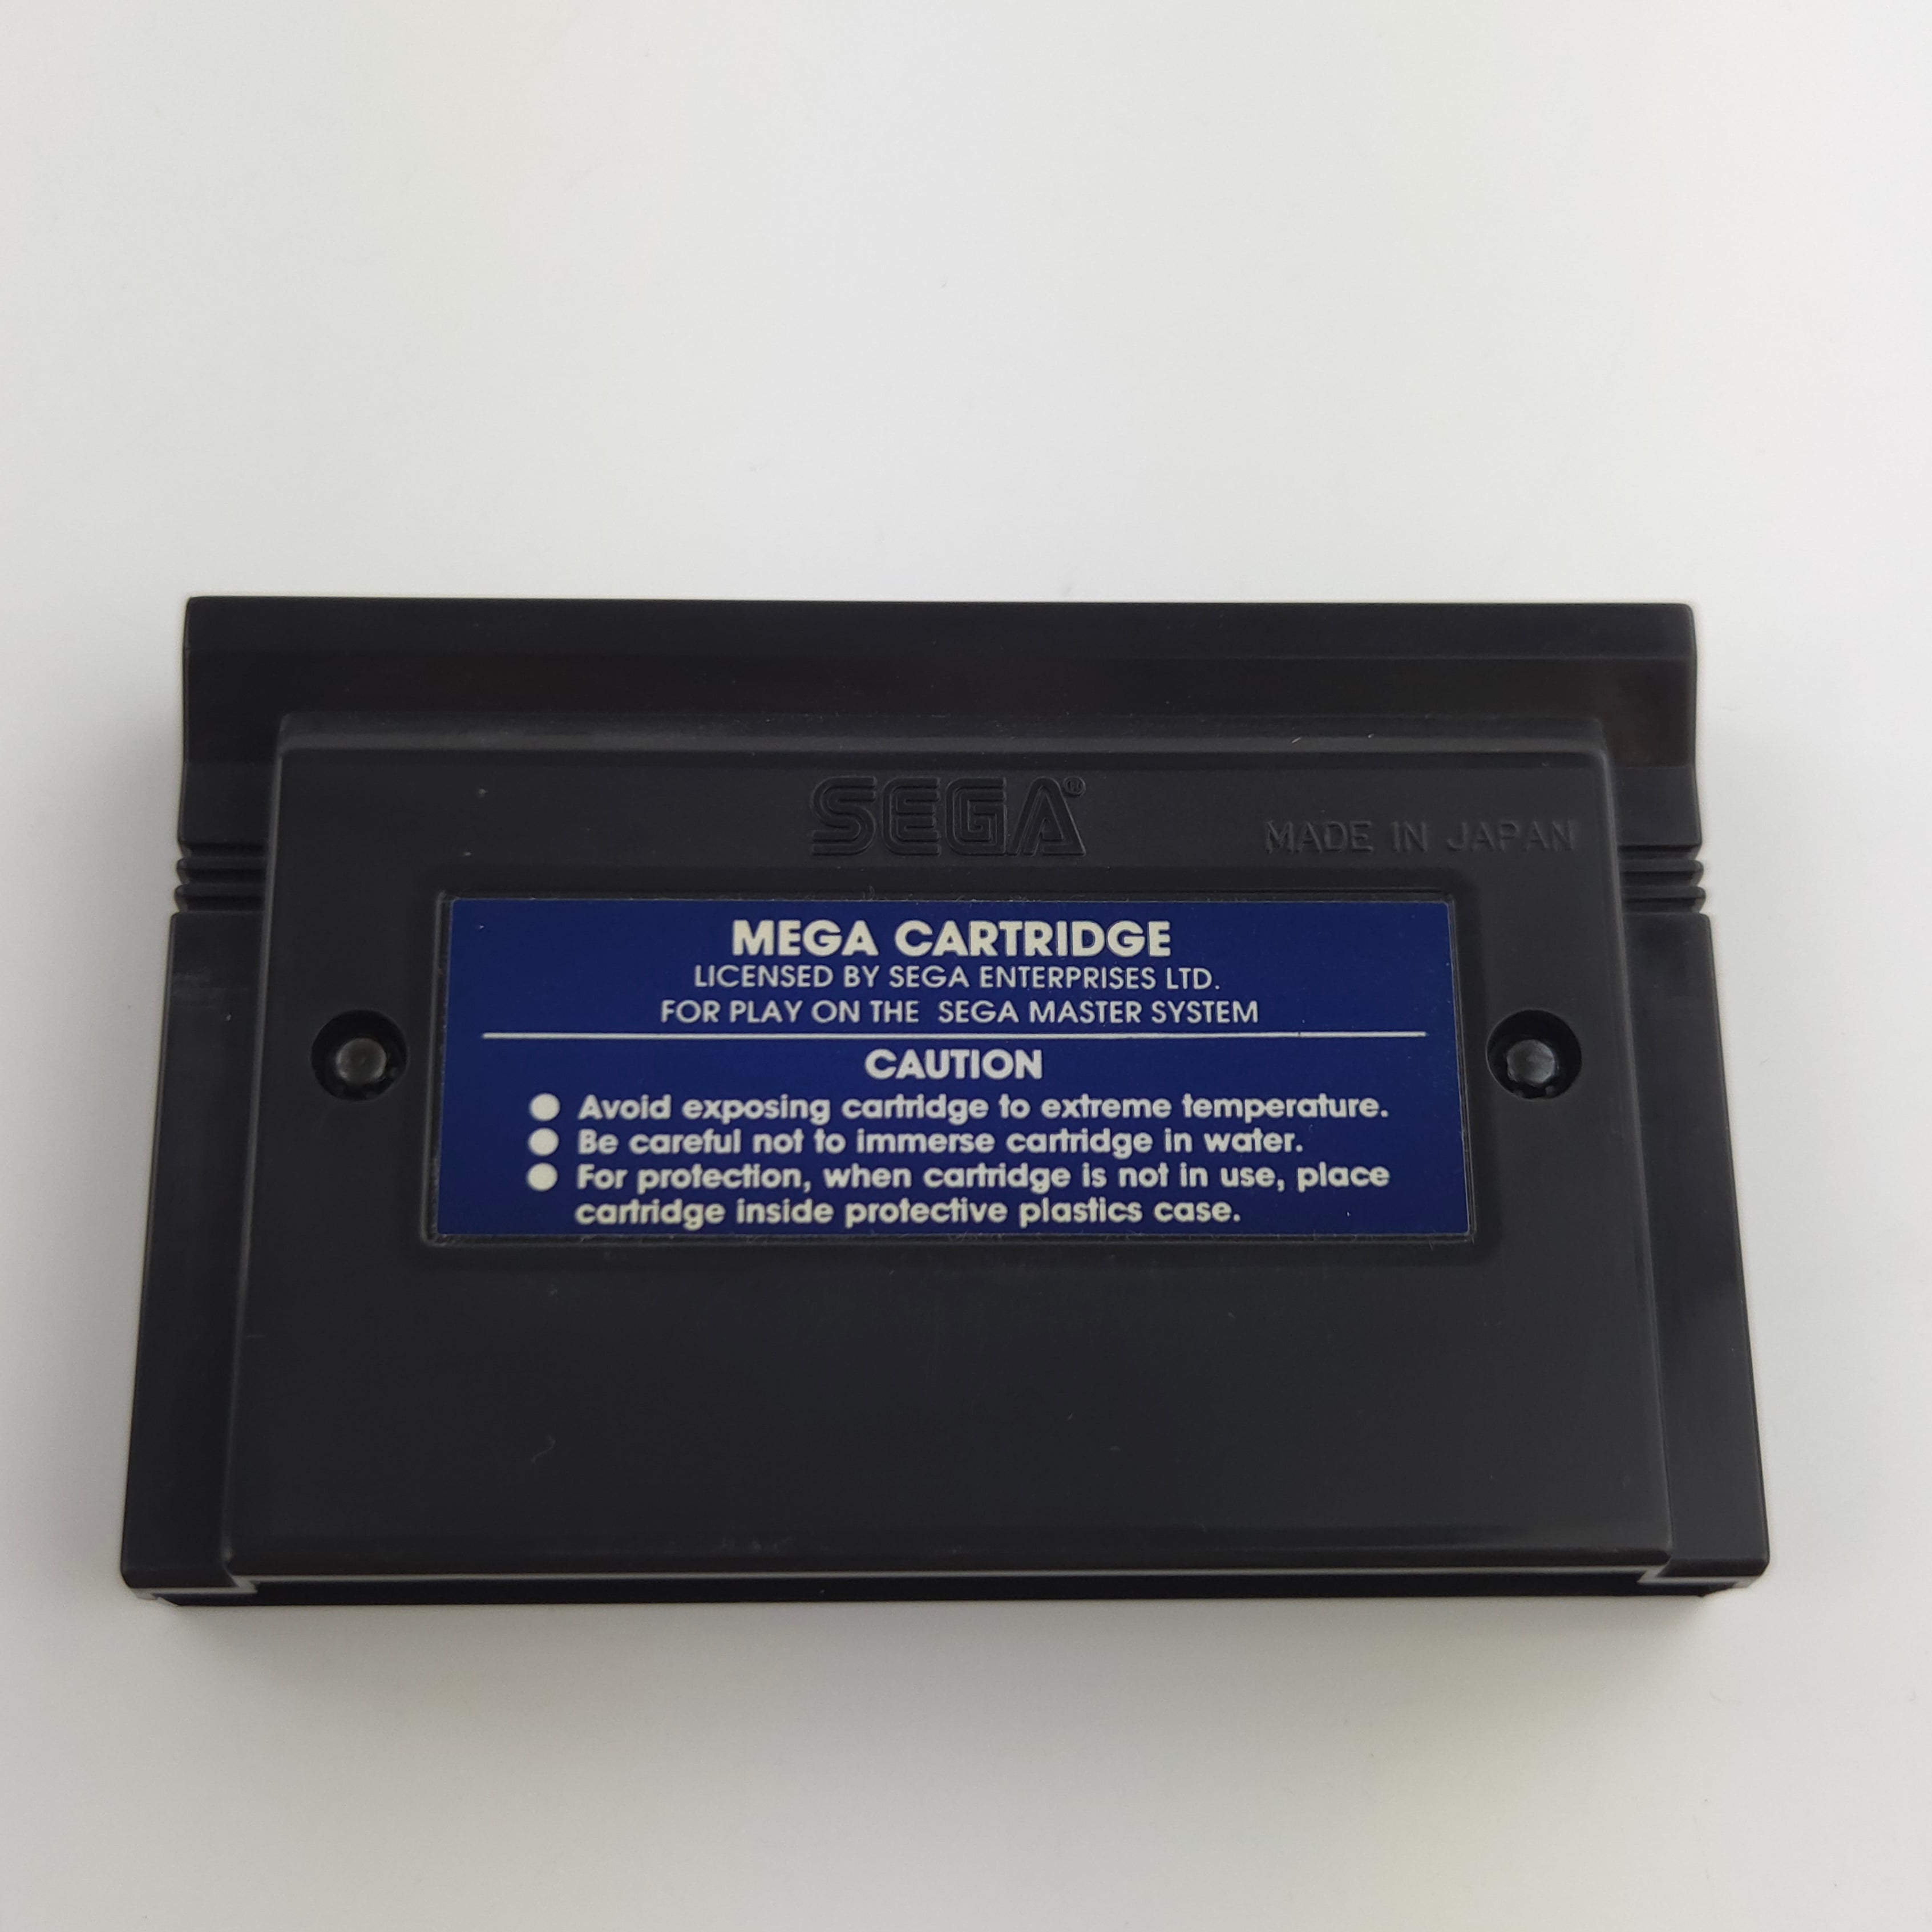 SEGA®
MADE IN JAPAN
MEGA CARTRIDGE
LICENSED BY SEGA ENTERPRISES LTD.
FOR PLAY ON THE SEGA MASTER SYSTEM
CAUTION
● Avoid exposing cartridge to extreme temperature.
● Be careful not to immerse cartridge in water.
● For protection, when cartridge is not in use, place
cartridge inside protective plastics case.